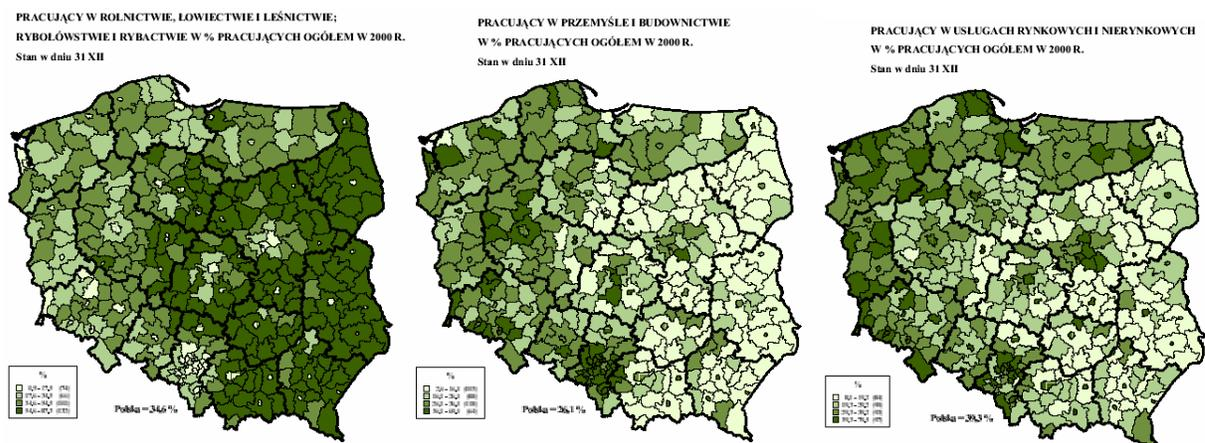 PRACUJĄCY W ROLNICTWIE, ŁOWIECTWIE I LEŚNICTWIE;
RYBOŁÓWSTWIE I RYBACTWIE W % PRACUJĄCYCH OGÓŁEM W 2000 R.
Stan w dniu 31 XII
%
Polska = 34,6 %
PRACUJĄCY W PRZEMYŚLE I BUDOWNICTWIE
W % PRACUJĄCYCH OGÓŁEM W 2000 R.
Stan w dniu 31 XII
%
Polska = 26,1 %
PRACUJĄCY W USŁUGACH RYNKOWYCH I NIERYNKOWYCH
W % PRACUJĄCYCH OGÓŁEM W 2000 R.
Stan w dniu 31 XII
%
Polska = 39,3 %